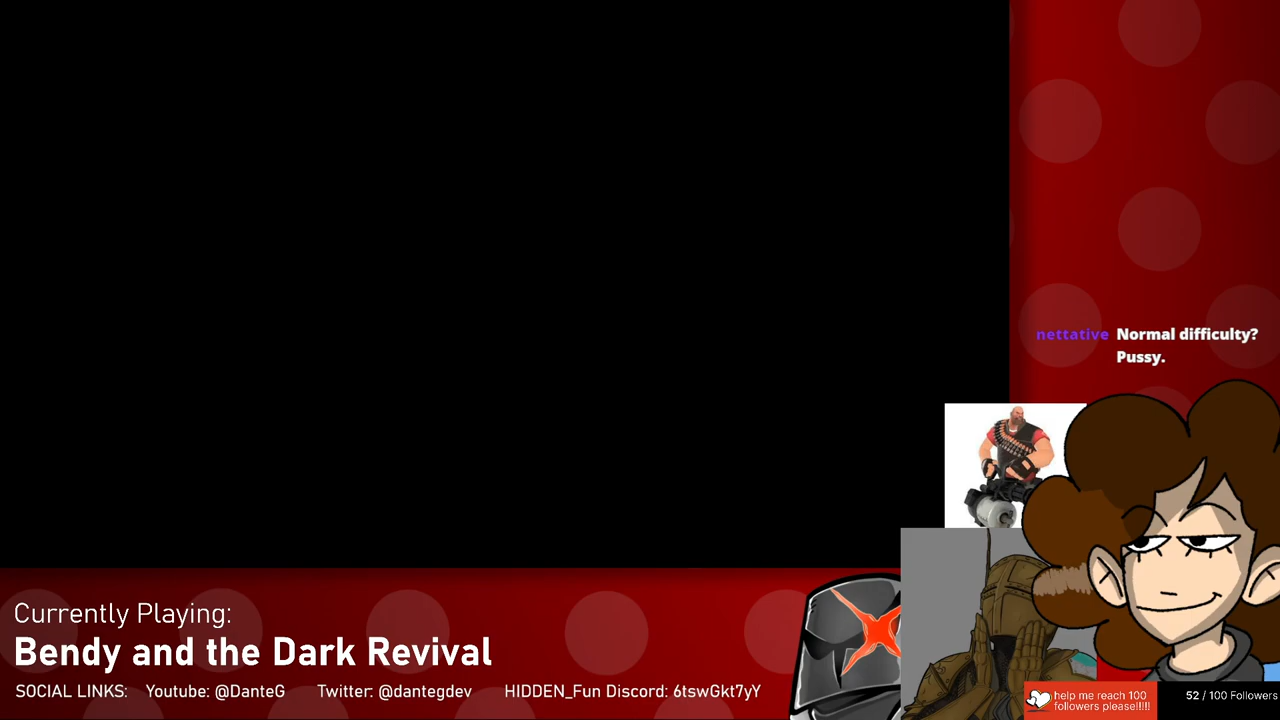 nettative Normal difficulty?
Pussy.
Currently Playing:
Bendy and the Dark Revival
SOCIAL LINKS: Youtube: @DanteG Twitter: @dantegdev HIDDEN_Fun Discord: 6tswGkt7yY
help me reach 100
followers please!!!!!
52 / 100 Followers